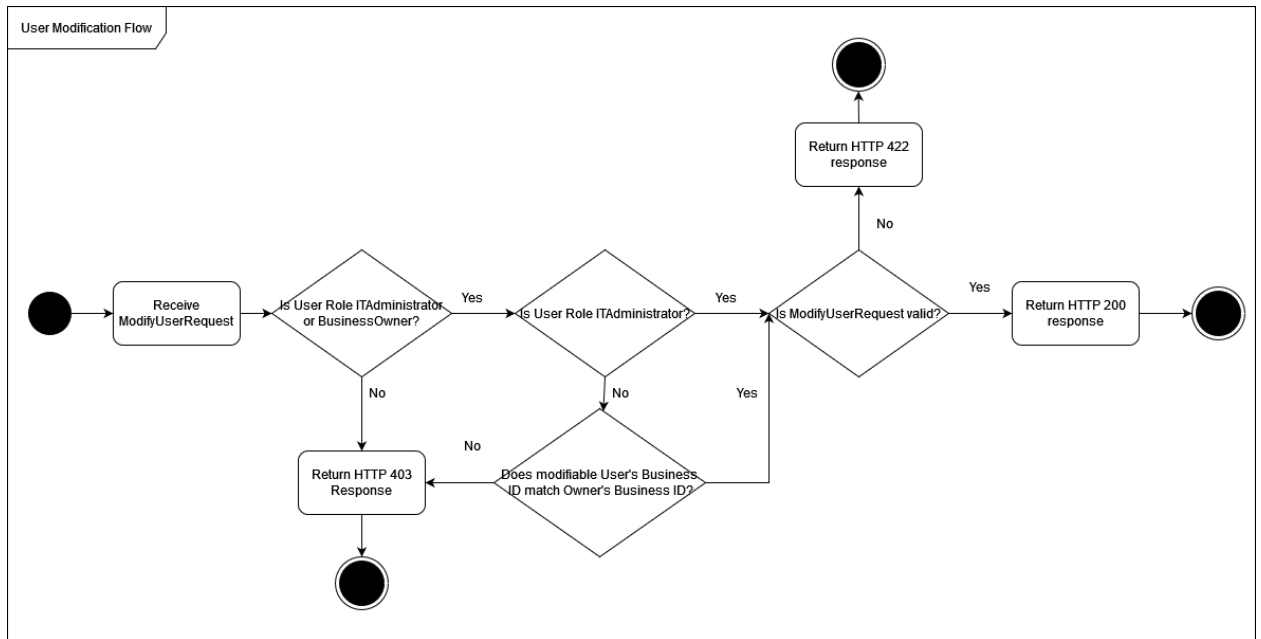 User Modification Flow
Return HTTP 422
response
No
Receive
ModifyUserRequest
Is User Role ITAdministrator
or BusinessOwner?
Yes
Is User Role ITAdministrator?
Yes
Is ModifyUserRequest valid?
Yes
Return HTTP 200
response
No
No
Yes
No
Return HTTP 403
Response
Does modifiable User's Business
ID match Owner's Business ID?